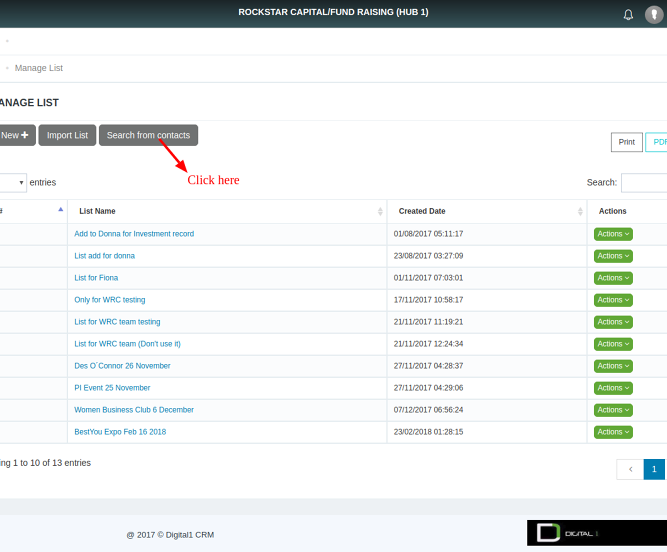 ROCKSTAR CAPITAL/FUND RAISING (HUB 1)
Manage List
ANAGE LIST
New + Import List Search from contacts
Print PDF
Click here
entries Search:
# List Name Created Date Actions
Add to Donna for Investment record 01/08/2017 05:11:17 Actions
List add for donna 23/08/2017 03:27:09 Actions
List for Fiona 01/11/2017 07:03:01 Actions
Only for WRC testing 17/11/2017 10:58:17 Actions
List for WRC team testing 21/11/2017 11:19:21 Actions
List for WRC team (Don't use it) 21/11/2017 12:24:34 Actions
Des O`Connor 26 November 27/11/2017 04:28:37 Actions
PI Event 25 November 27/11/2017 04:29:06 Actions
Women Business Club 6 December 07/12/2017 06:56:24 Actions
BestYou Expo Feb 16 2018 23/02/2018 01:28:15 Actions
ing 1 to 10 of 13 entries
‹ 1
@ 2017 © Digital1 CRM
DIGITAL 1